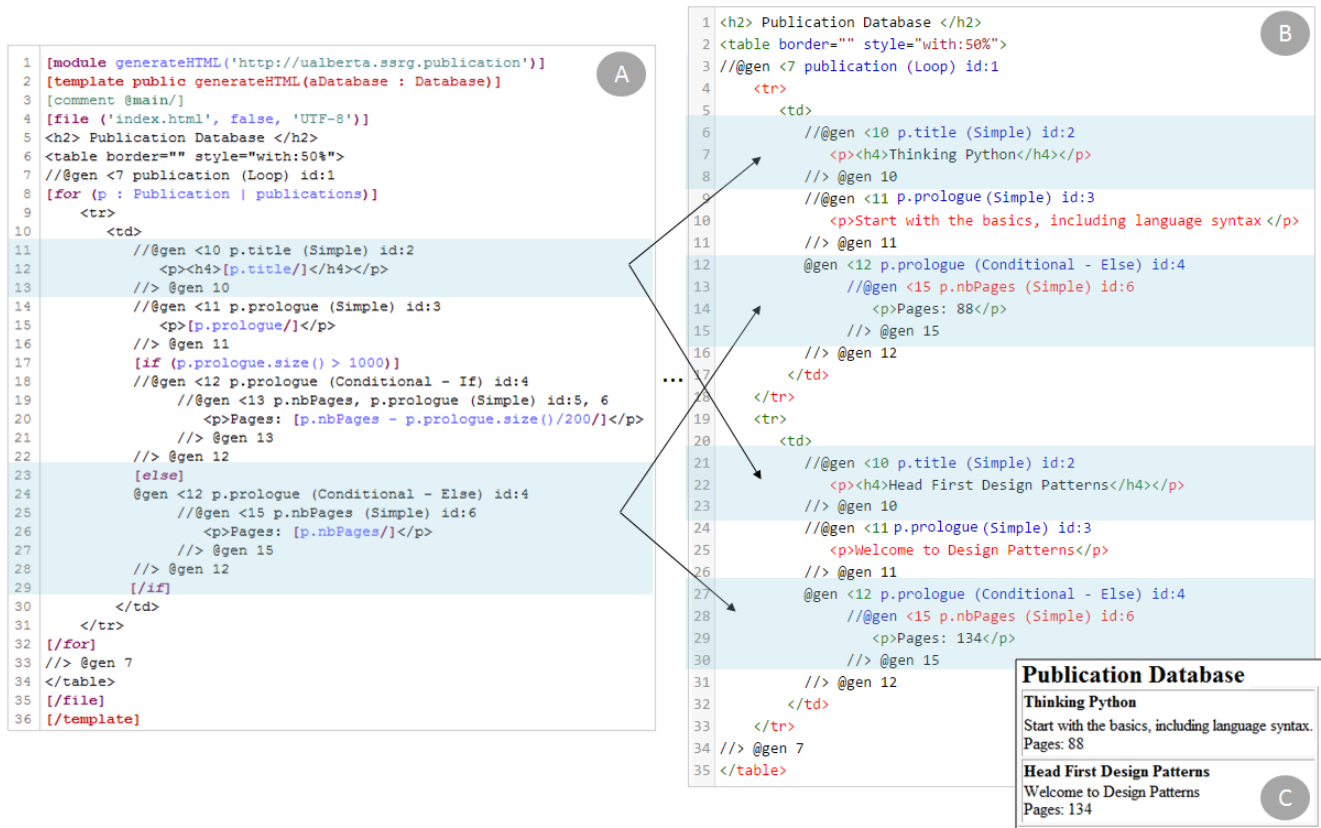 A
1 [module generateHTML('http://ualberta.ssrg.publication')]
2 [template public generateHTML(aDatabase : Database)]
3 [comment @main/]
4 [file ('index.html', false, 'UTF-8')]
5 <h2> Publication Database </h2>
6 <table border="" style="with:50%">
7 //@gen <7 publication (Loop) id:1
8 [for (p : Publication | publications)]
9 <tr>
10 <td>
11 //@gen <10 p.title (Simple) id:2
12 <p><h4>[p.title/]</h4></p>
13 //> @gen 10
14 //@gen <11 p.prologue (Simple) id:3
15 <p>[p.prologue/]</p>
16 //> @gen 11
17 [if (p.prologue.size() > 1000)]
18 //@gen <12 p.prologue (Conditional - If) id:4
19 //@gen <13 p.nbPages, p.prologue (Simple) id:5, 6
20 <p>Pages: [p.nbPages - p.prologue.size()/200/]</p>
21 //> @gen 13
22 //> @gen 12
23 [else]
24 @gen <12 p.prologue (Conditional - Else) id:4
25 //@gen <15 p.nbPages (Simple) id:6
26 <p>Pages: [p.nbPages/]</p>
27 //> @gen 15
28 //> @gen 12
29 [/if]
30 </td>
31 </tr>
32 [/for]
33 //> @gen 7
34 </table>
35 [/file]
36 [/template]
...
B
1 <h2> Publication Database </h2>
2 <table border="" style="with:50%">
3 //@gen <7 publication (Loop) id:1
4 <tr>
5 <td>
6 //@gen <10 p.title (Simple) id:2
7 <p><h4>Thinking Python</h4></p>
8 //> @gen 10
9 //@gen <11 p.prologue (Simple) id:3
10 <p>Start with the basics, including language syntax </p>
11 //> @gen 11
12 @gen <12 p.prologue (Conditional - Else) id:4
13 //@gen <15 p.nbPages (Simple) id:6
14 <p>Pages: 88</p>
15 //> @gen 15
16 //> @gen 12
17 </td>
18 </tr>
19 <tr>
20 <td>
21 //@gen <10 p.title (Simple) id:2
22 <p><h4>Head First Design Patterns</h4></p>
23 //> @gen 10
24 //@gen <11 p.prologue (Simple) id:3
25 <p>Welcome to Design Patterns</p>
26 //> @gen 11
27 @gen <12 p.prologue (Conditional - Else) id:4
28 //@gen <15 p.nbPages (Simple) id:6
29 <p>Pages: 134</p>
30 //> @gen 15
31 //> @gen 12
32 </td>
33 </tr>
34 //> @gen 7
35 </table>
Publication Database
Thinking Python
Start with the basics, including language syntax.
Pages: 88
Head First Design Patterns
Welcome to Design Patterns
Pages: 134
C